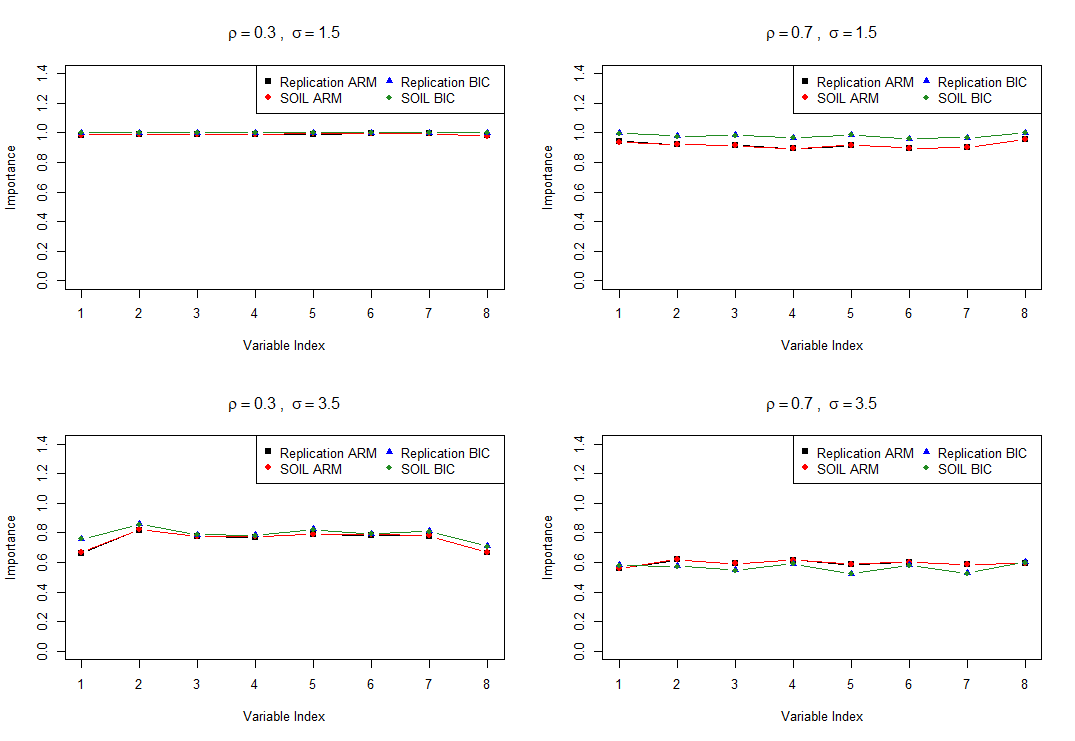 ρ = 0.3 , σ = 1.5
Importance
0.0 0.2 0.4 0.6 0.8 1.0 1.2 1.4
Replication ARM Replication BIC
SOIL ARM SOIL BIC
1 2 3 4 5 6 7 8
Variable Index
ρ = 0.7 , σ = 1.5
Importance
0.0 0.2 0.4 0.6 0.8 1.0 1.2 1.4
Replication ARM Replication BIC
SOIL ARM SOIL BIC
1 2 3 4 5 6 7 8
Variable Index
ρ = 0.3 , σ = 3.5
Importance
0.0 0.2 0.4 0.6 0.8 1.0 1.2 1.4
Replication ARM Replication BIC
SOIL ARM SOIL BIC
1 2 3 4 5 6 7 8
Variable Index
ρ = 0.7 , σ = 3.5
Importance
0.0 0.2 0.4 0.6 0.8 1.0 1.2 1.4
Replication ARM Replication BIC
SOIL ARM SOIL BIC
1 2 3 4 5 6 7 8
Variable Index